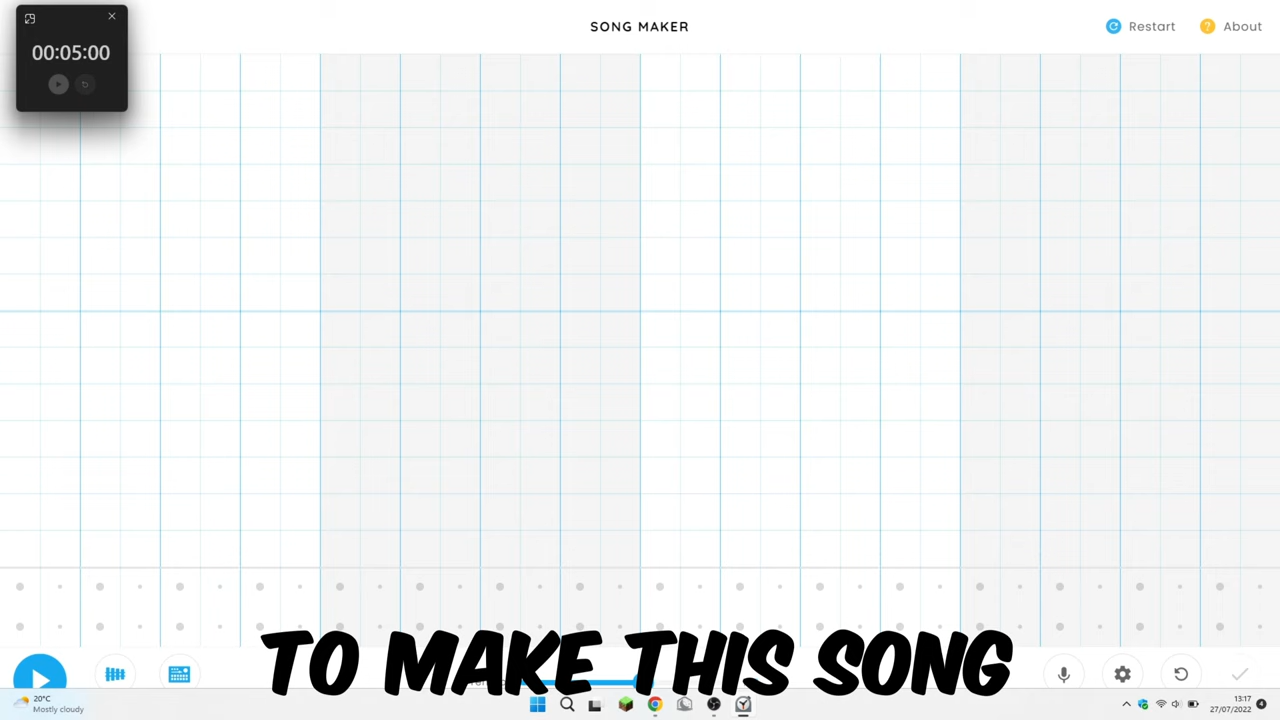 00:05:00
SONG MAKER
Restart
About
TO MAKE THIS SONG
20°C
Mostly cloudy
13:17
27/07/2022
4